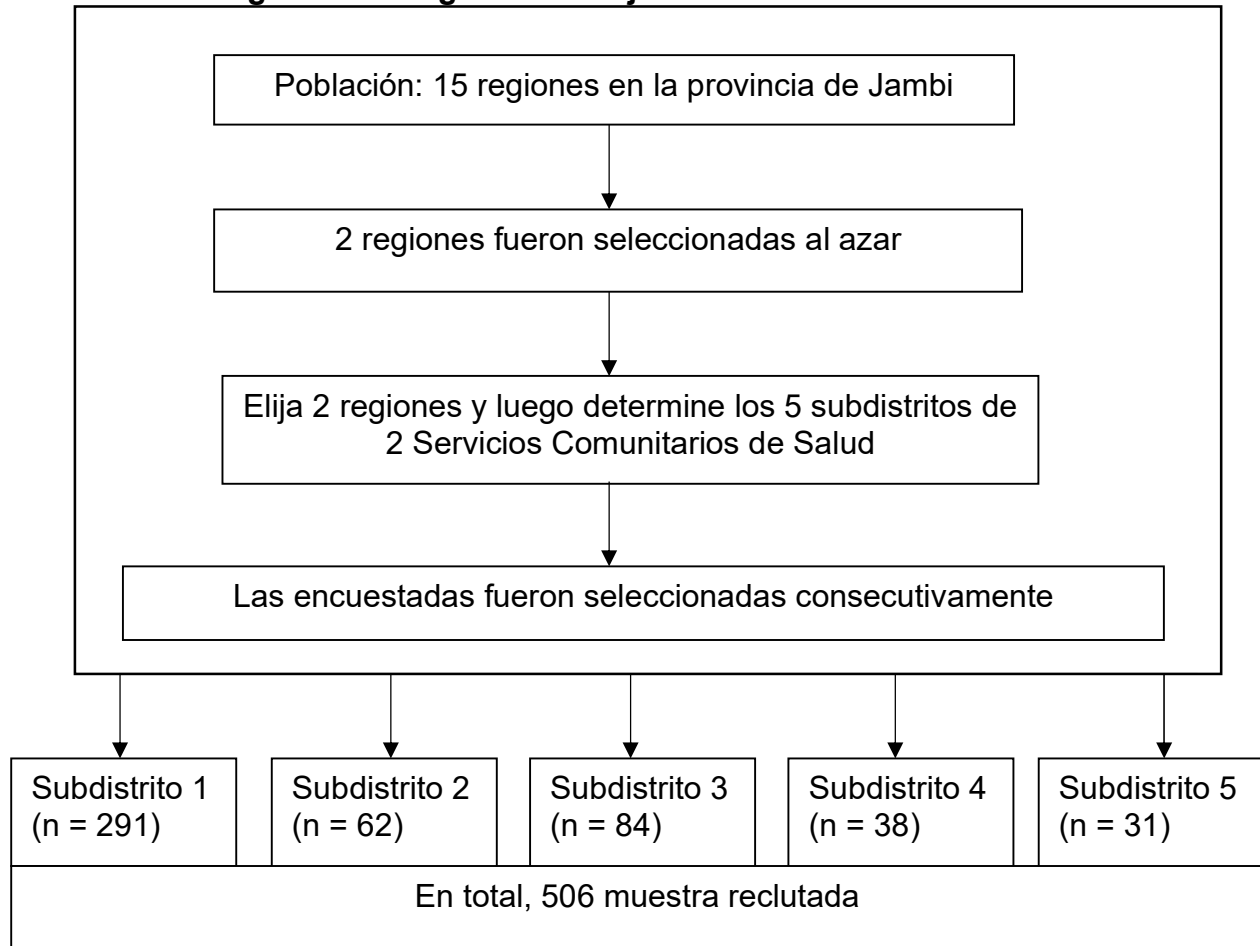 Población: 15 regiones en la provincia de Jambi
2 regiones fueron seleccionadas al azar
Elija 2 regiones y luego determine los 5 subdistritos de
2 Servicios Comunitarios de Salud
Las encuestadas fueron seleccionadas consecutivamente
Subdistrito 1
(n = 291)
Subdistrito 2
(n = 62)
Subdistrito 3
(n = 84)
Subdistrito 4
(n = 38)
Subdistrito 5
(n = 31)
En total, 506 muestra reclutada